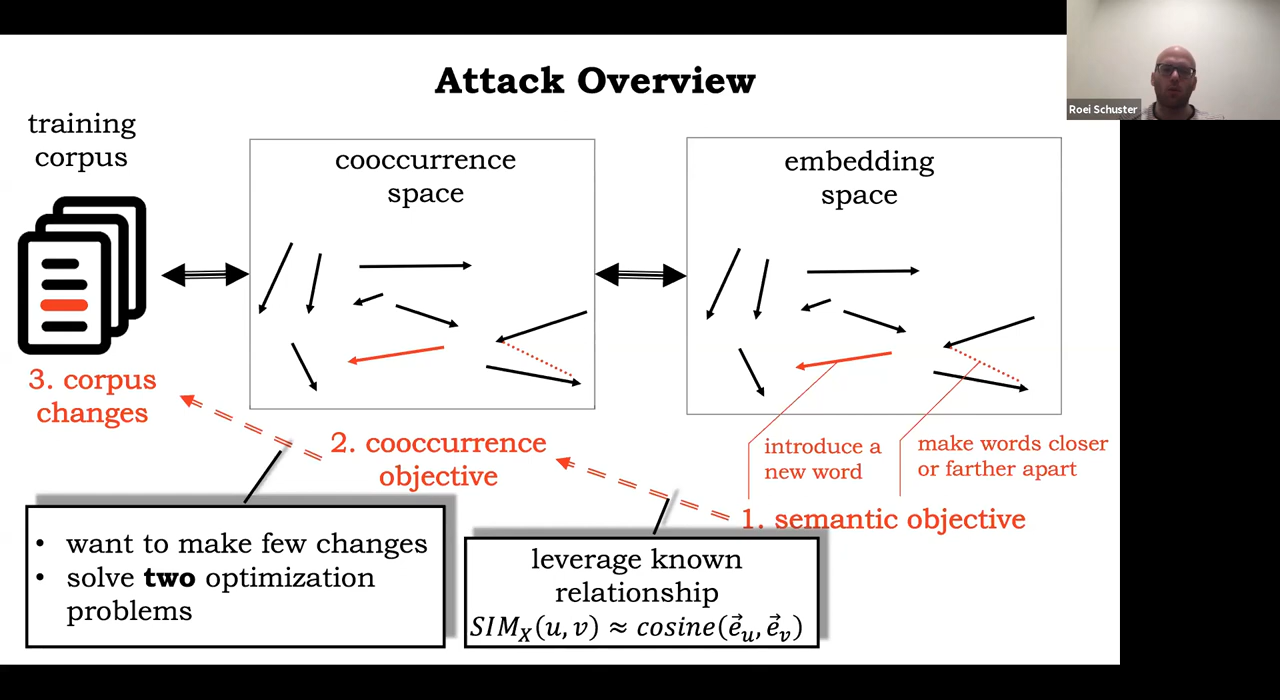 Attack Overview
Roei Schuster
training
corpus
cooccurrence
space
embedding
space
3. corpus
changes
2. cooccurrence
objective
introduce a
new word
make words closer
or farther apart
1. semantic objective
• want to make few changes
• solve two optimization
problems
leverage known
relationship
𝑆𝐼𝑀_X(𝑢, 𝑣) ≈ 𝑐𝑜𝑠𝑖𝑛𝑒(e⃗_u, e⃗_v)